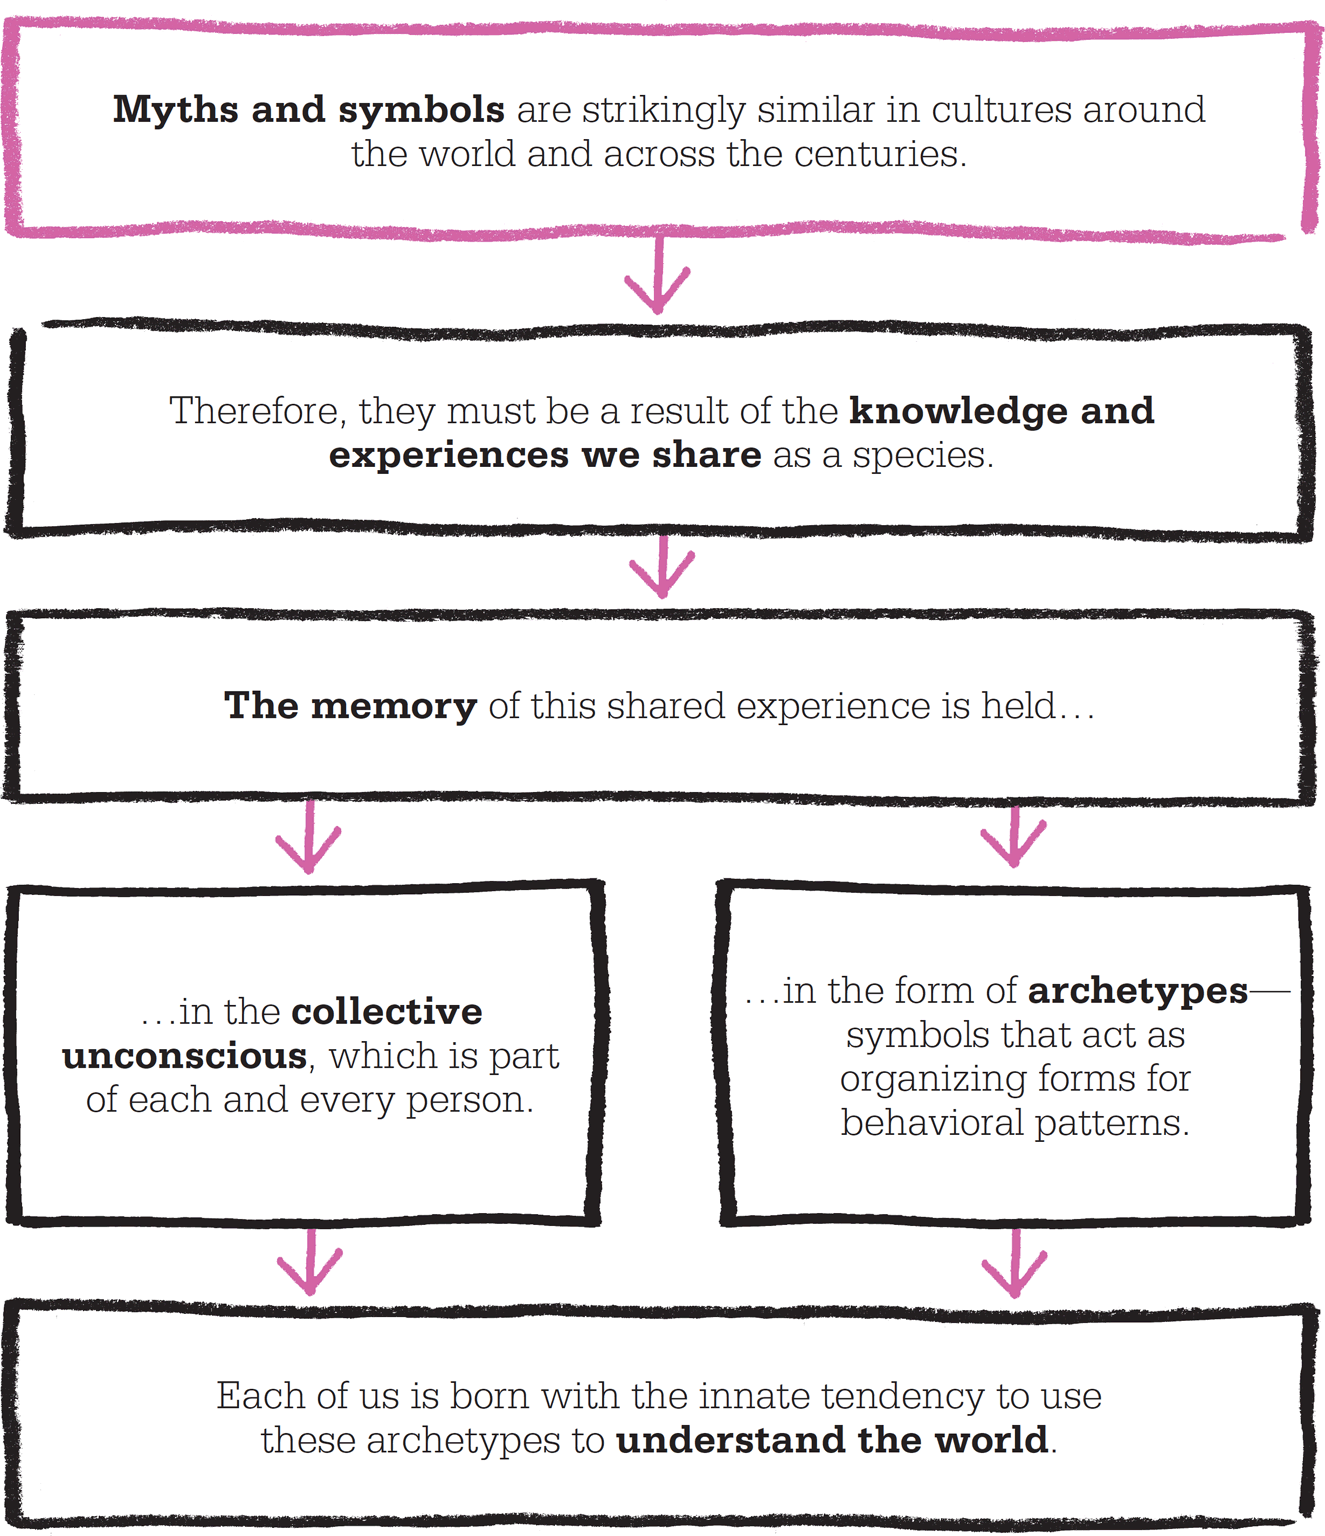 Myths and symbols are strikingly similar in cultures around
the world and across the centuries.
Therefore, they must be a result of the knowledge and
experiences we share as a species.
The memory of this shared experience is held…
…in the collective
unconscious, which is part
of each and every person.
…in the form of archetypes—
symbols that act as
organizing forms for
behavioral patterns.
Each of us is born with the innate tendency to use
these archetypes to understand the world.